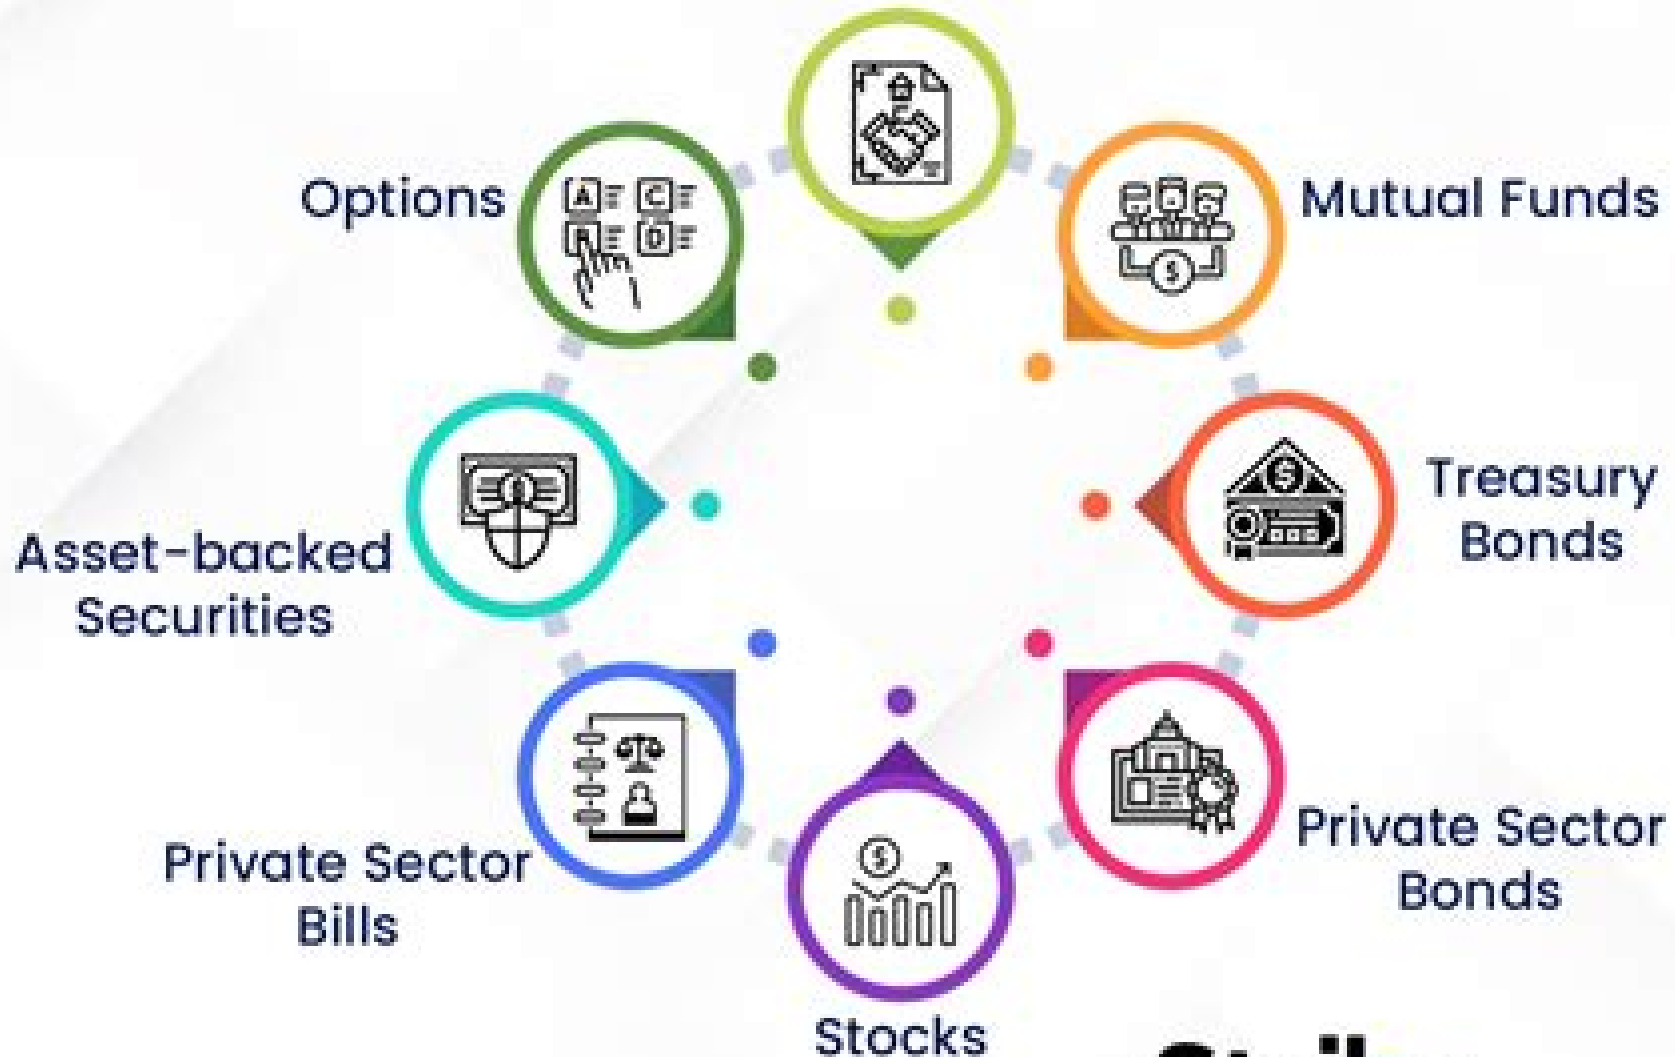 Options
Mutual Funds
Treasury
Bonds
Asset-backed
Securities
Private Sector
Bonds
Private Sector
Bills
Stocks
A
C
B
D
$
$
$
$